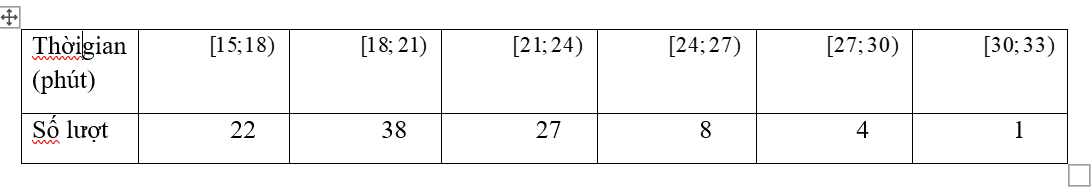 Thờigian (phút) [15;18) [18;21) [21;24) [24;27) [27;30) [30;33)
Số lượt 22 38 27 8 4 1